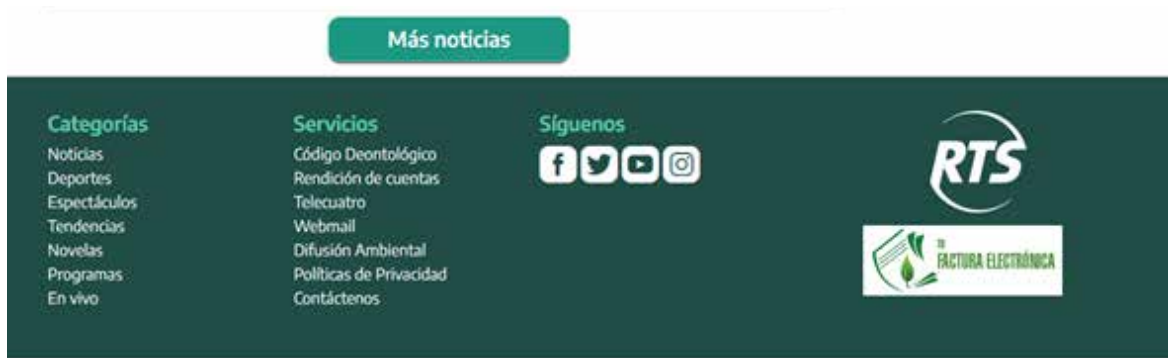 Más noticias
Categorías
Noticias
Deportes
Espectáculos
Tendencias
Novelas
Programas
En vivo
Servicios
Código Deontológico
Rendición de cuentas
Telecuatro
Webmail
Difusión Ambiental
Políticas de Privacidad
Contáctenos
Síguenos
RTS
TU
FACTURA ELECTRÓNICA